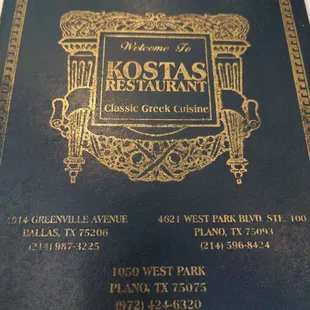 Welcome To
KOSTAS
RESTAURANT
Classic Greek Cuisine
4914 GREENVILLE AVENUE
DALLAS, TX 75206
(214) 987-3225
4621 WEST PARK BLVD. STE. 100
PLANO, TX 75093
(214) 596-8424
1050 WEST PARK
PLANO, TX 75075
(972) 424-6320